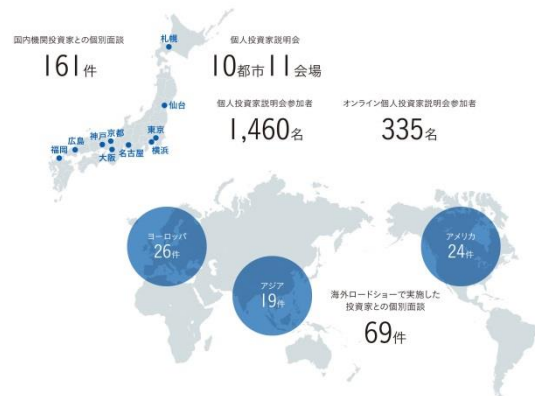 国内機関投資家との個別面談
161件
個人投資家説明会
10都市11会場
個人投資家説明会参加者
1,460名
オンライン個人投資家説明会参加者
335名
札幌
仙台
東京
横浜
名古屋
京都
神戸
大阪
広島
福岡
ヨーロッパ
26件
アジア
19件
アメリカ
24件
海外ロードショーで実施した
投資家との個別面談
69件